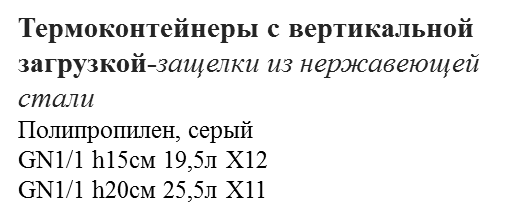 Термоконтейнеры с вертикальной
загрузкой-защелки из нержавеющей
стали
Полипропилен, серый
GN1/1 h15см 19,5л X12
GN1/1 h20см 25,5л X11